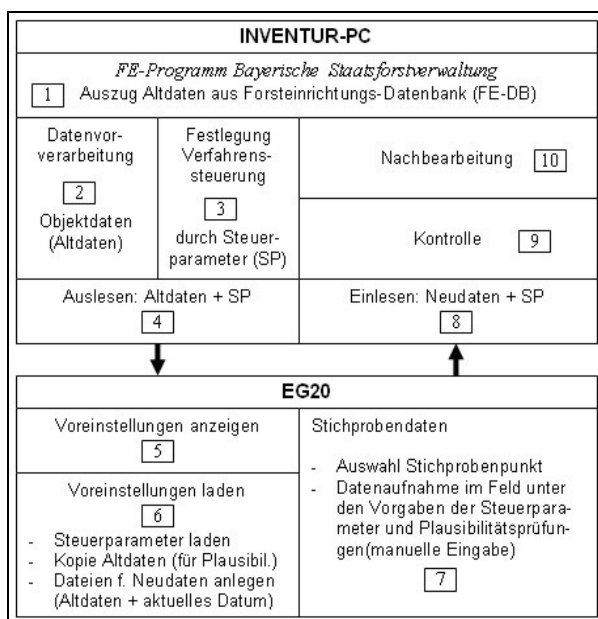 INVENTUR-PC
FE-Programm Bayerische Staatsforstverwaltung
1 Auszug Altdaten aus Forsteinrichtungs-Datenbank (FE-DB)
Datenvor-
verarbeitung
2
Objektdaten
(Altdaten)
Festlegung
Verfahrens-
steuerung
3
durch Steuer-
parameter (SP)
Nachbearbeitung 10
Kontrolle 9
Auslesen: Altdaten + SP
4
Einlesen: Neudaten + SP
8
EG20
Voreinstellungen anzeigen
5
Voreinstellungen laden
6
- Steuerparameter laden
- Kopie Altdaten (für Plausibil.)
- Dateien f. Neudaten anlegen
(Altdaten + aktuelles Datum)
Stichprobendaten
- Auswahl Stichprobenpunkt
- Datenaufnahme im Feld unter
den Vorgaben der Steuerpara-
meter und Plausibilitätsprüfun-
gen(manuelle Eingabe)
7